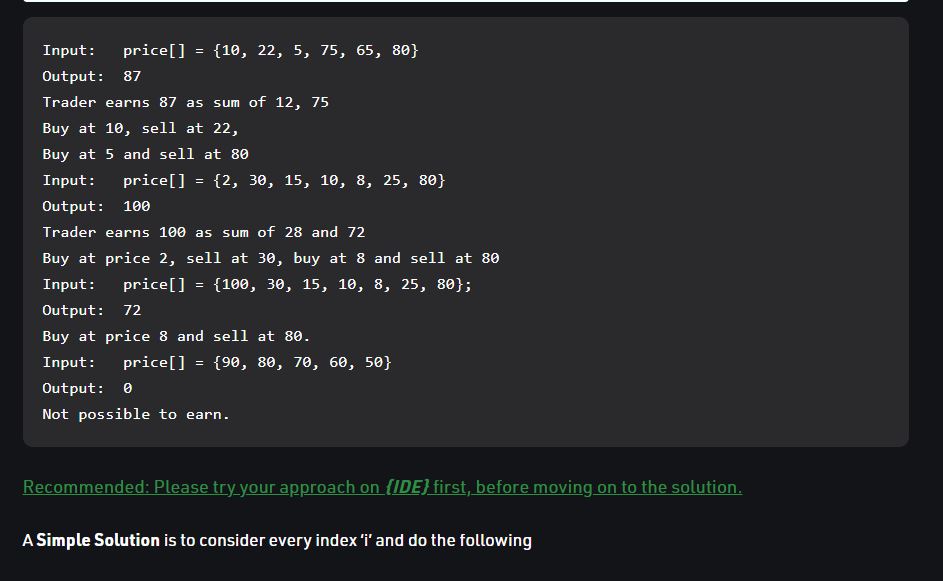 Input:   price[] = {10, 22, 5, 75, 65, 80}
Output:  87
Trader earns 87 as sum of 12, 75
Buy at 10, sell at 22,
Buy at 5 and sell at 80
Input:   price[] = {2, 30, 15, 10, 8, 25, 80}
Output:  100
Trader earns 100 as sum of 28 and 72
Buy at price 2, sell at 30, buy at 8 and sell at 80
Input:   price[] = {100, 30, 15, 10, 8, 25, 80};
Output:  72
Buy at price 8 and sell at 80.
Input:   price[] = {90, 80, 70, 60, 50}
Output:  0
Not possible to earn.
Recommended: Please try your approach on {IDE} first, before moving on to the solution.
A Simple Solution is to consider every index ‘i’ and do the following